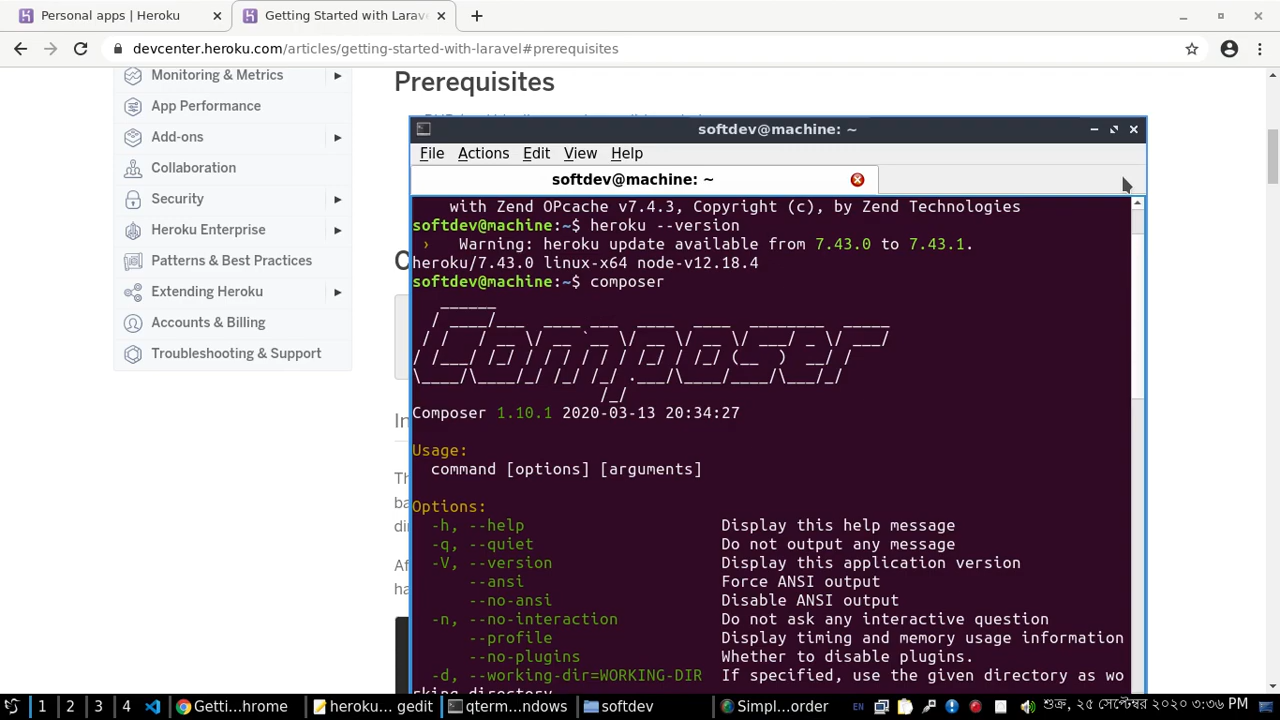 Personal apps | Heroku
Getting Started with Larav
devcenter.heroku.com/articles/getting-started-with-laravel#prerequisites
Monitoring & Metrics
App Performance
Add-ons
Collaboration
Security
Heroku Enterprise
Patterns & Best Practices
Extending Heroku
Accounts & Billing
Troubleshooting & Support
Prerequisites
softdev@machine: ~
File Actions Edit View Help
softdev@machine: ~
with Zend OPcache v7.4.3, Copyright (c), by Zend Technologies
softdev@machine:~$ heroku --version
› Warning: heroku update available from 7.43.0 to 7.43.1.
heroku/7.43.0 linux-x64 node-v12.18.4
softdev@machine:~$ composer
Composer
Composer 1.10.1 2020-03-13 20:34:27
Usage:
command [options] [arguments]
Options:
-h, --help Display this help message
-q, --quiet Do not output any message
-V, --version Display this application version
--ansi Force ANSI output
--no-ansi Disable ANSI output
-n, --no-interaction Do not ask any interactive question
--profile Display timing and memory usage information
--no-plugins Whether to disable plugins.
-d, --working-dir=WORKING-DIR If specified, use the given directory as wo
rking directory
1 2 3 4 Getti...hrome heroku... gedit qterm...ndows softdev Simpl...order EN শুক্র, ২৫ সেপ্টেম্বর ২০২০ ৩:৩৬ PM